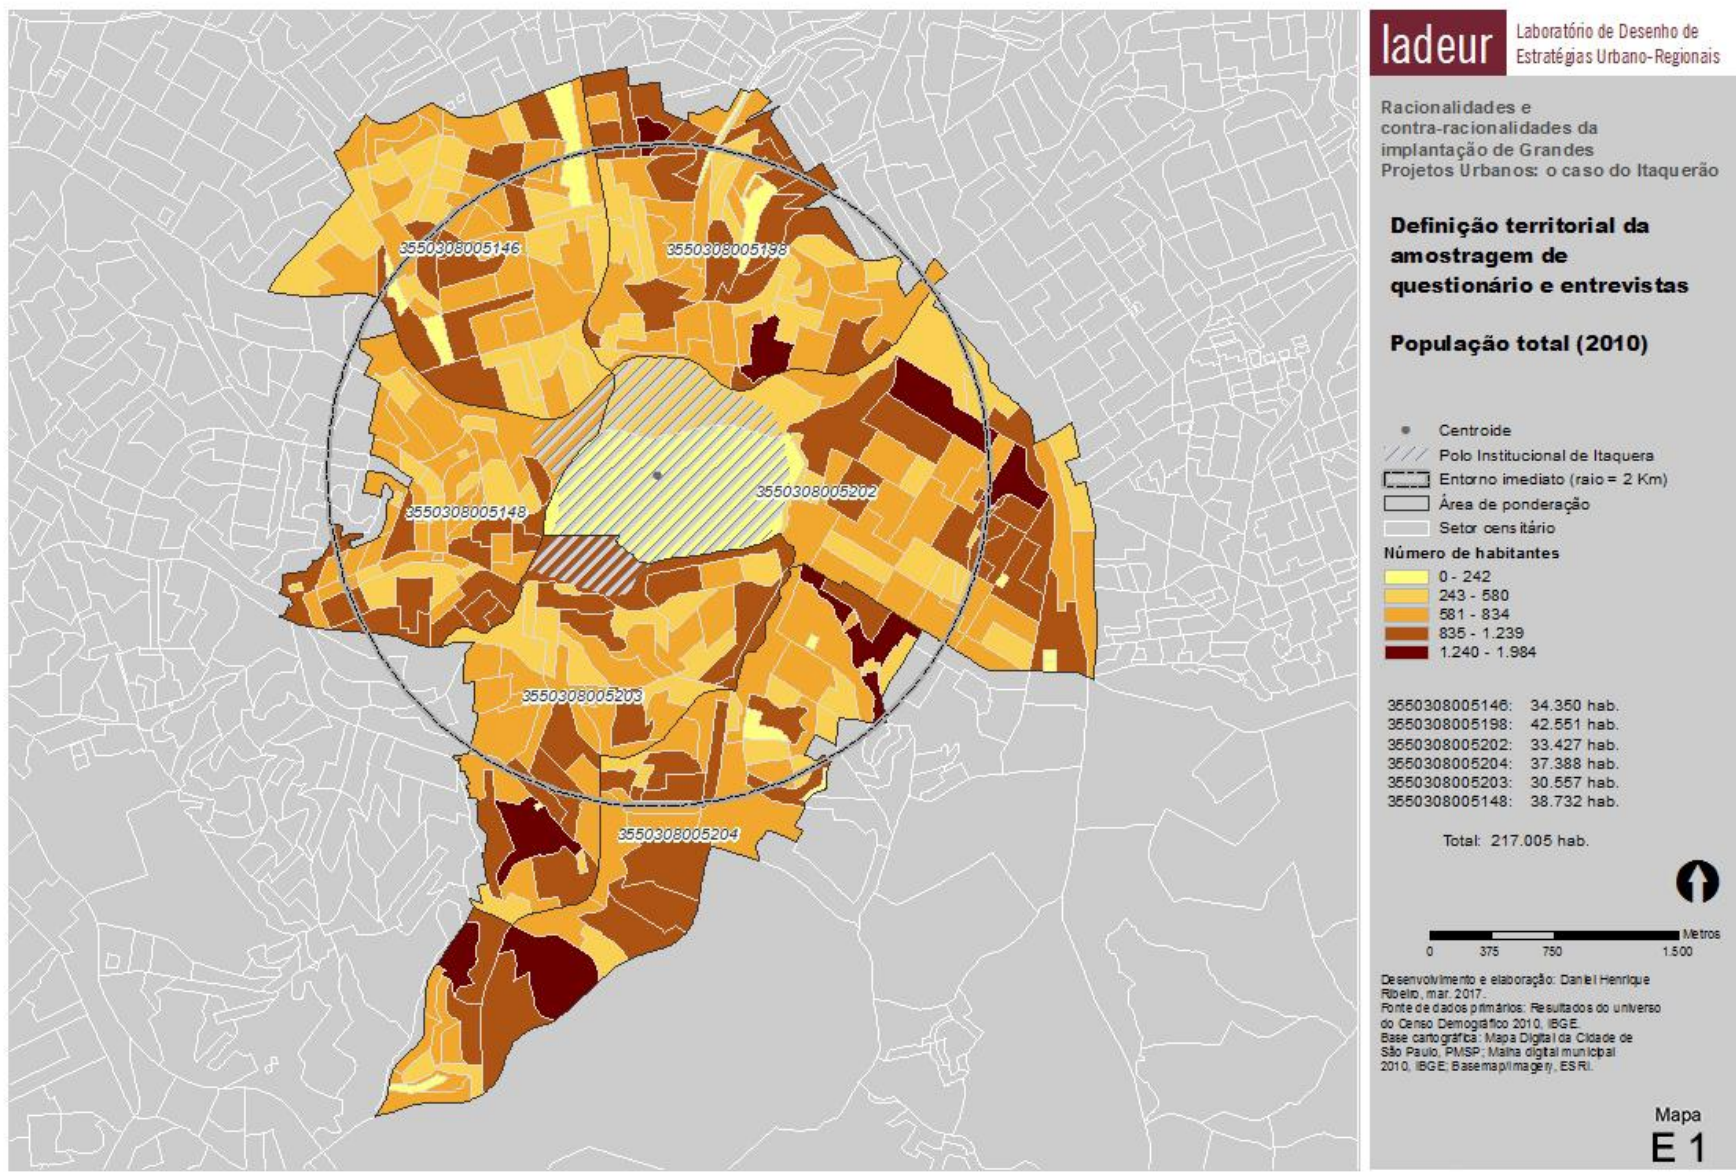 ladeur
Laboratório de Desenho de
Estratégias Urbano-Regionais
Racionalidades e
contra-racionalidades da
implantação de Grandes
Projetos Urbanos: o caso do Itaquerão
Definição territorial da
amostragem de
questionário e entrevistas
População total (2010)
Centroide
Polo Institucional de Itaquera
Entorno imediato (raio = 2 Km)
Área de ponderação
Setor censitário
Número de habitantes
0 - 242
243 - 580
581 - 834
835 - 1.239
1.240 - 1.984
3550308005146: 34.350 hab.
3550308005198: 42.551 hab.
3550308005202: 33.427 hab.
3550308005204: 37.388 hab.
3550308005203: 30.557 hab.
3550308005148: 38.732 hab.
Total: 217.005 hab.
Metros
0 375 750 1.500
Desenvolvimento e elaboração: Daniel Henrique
Ribeiro, mar. 2017.
Fonte de dados primários: Resultados do universo
do Censo Demográfico 2010, IBGE.
Base cartográfica: Mapa Digital da Cidade de
São Paulo, PMSP; Malha digital municipal
2010, IBGE; Basemap/Imagery, ESRI.
Mapa
E 1
3550308005146
3550308005198
3550308005202
3550308005148
3550308005203
3550308005204